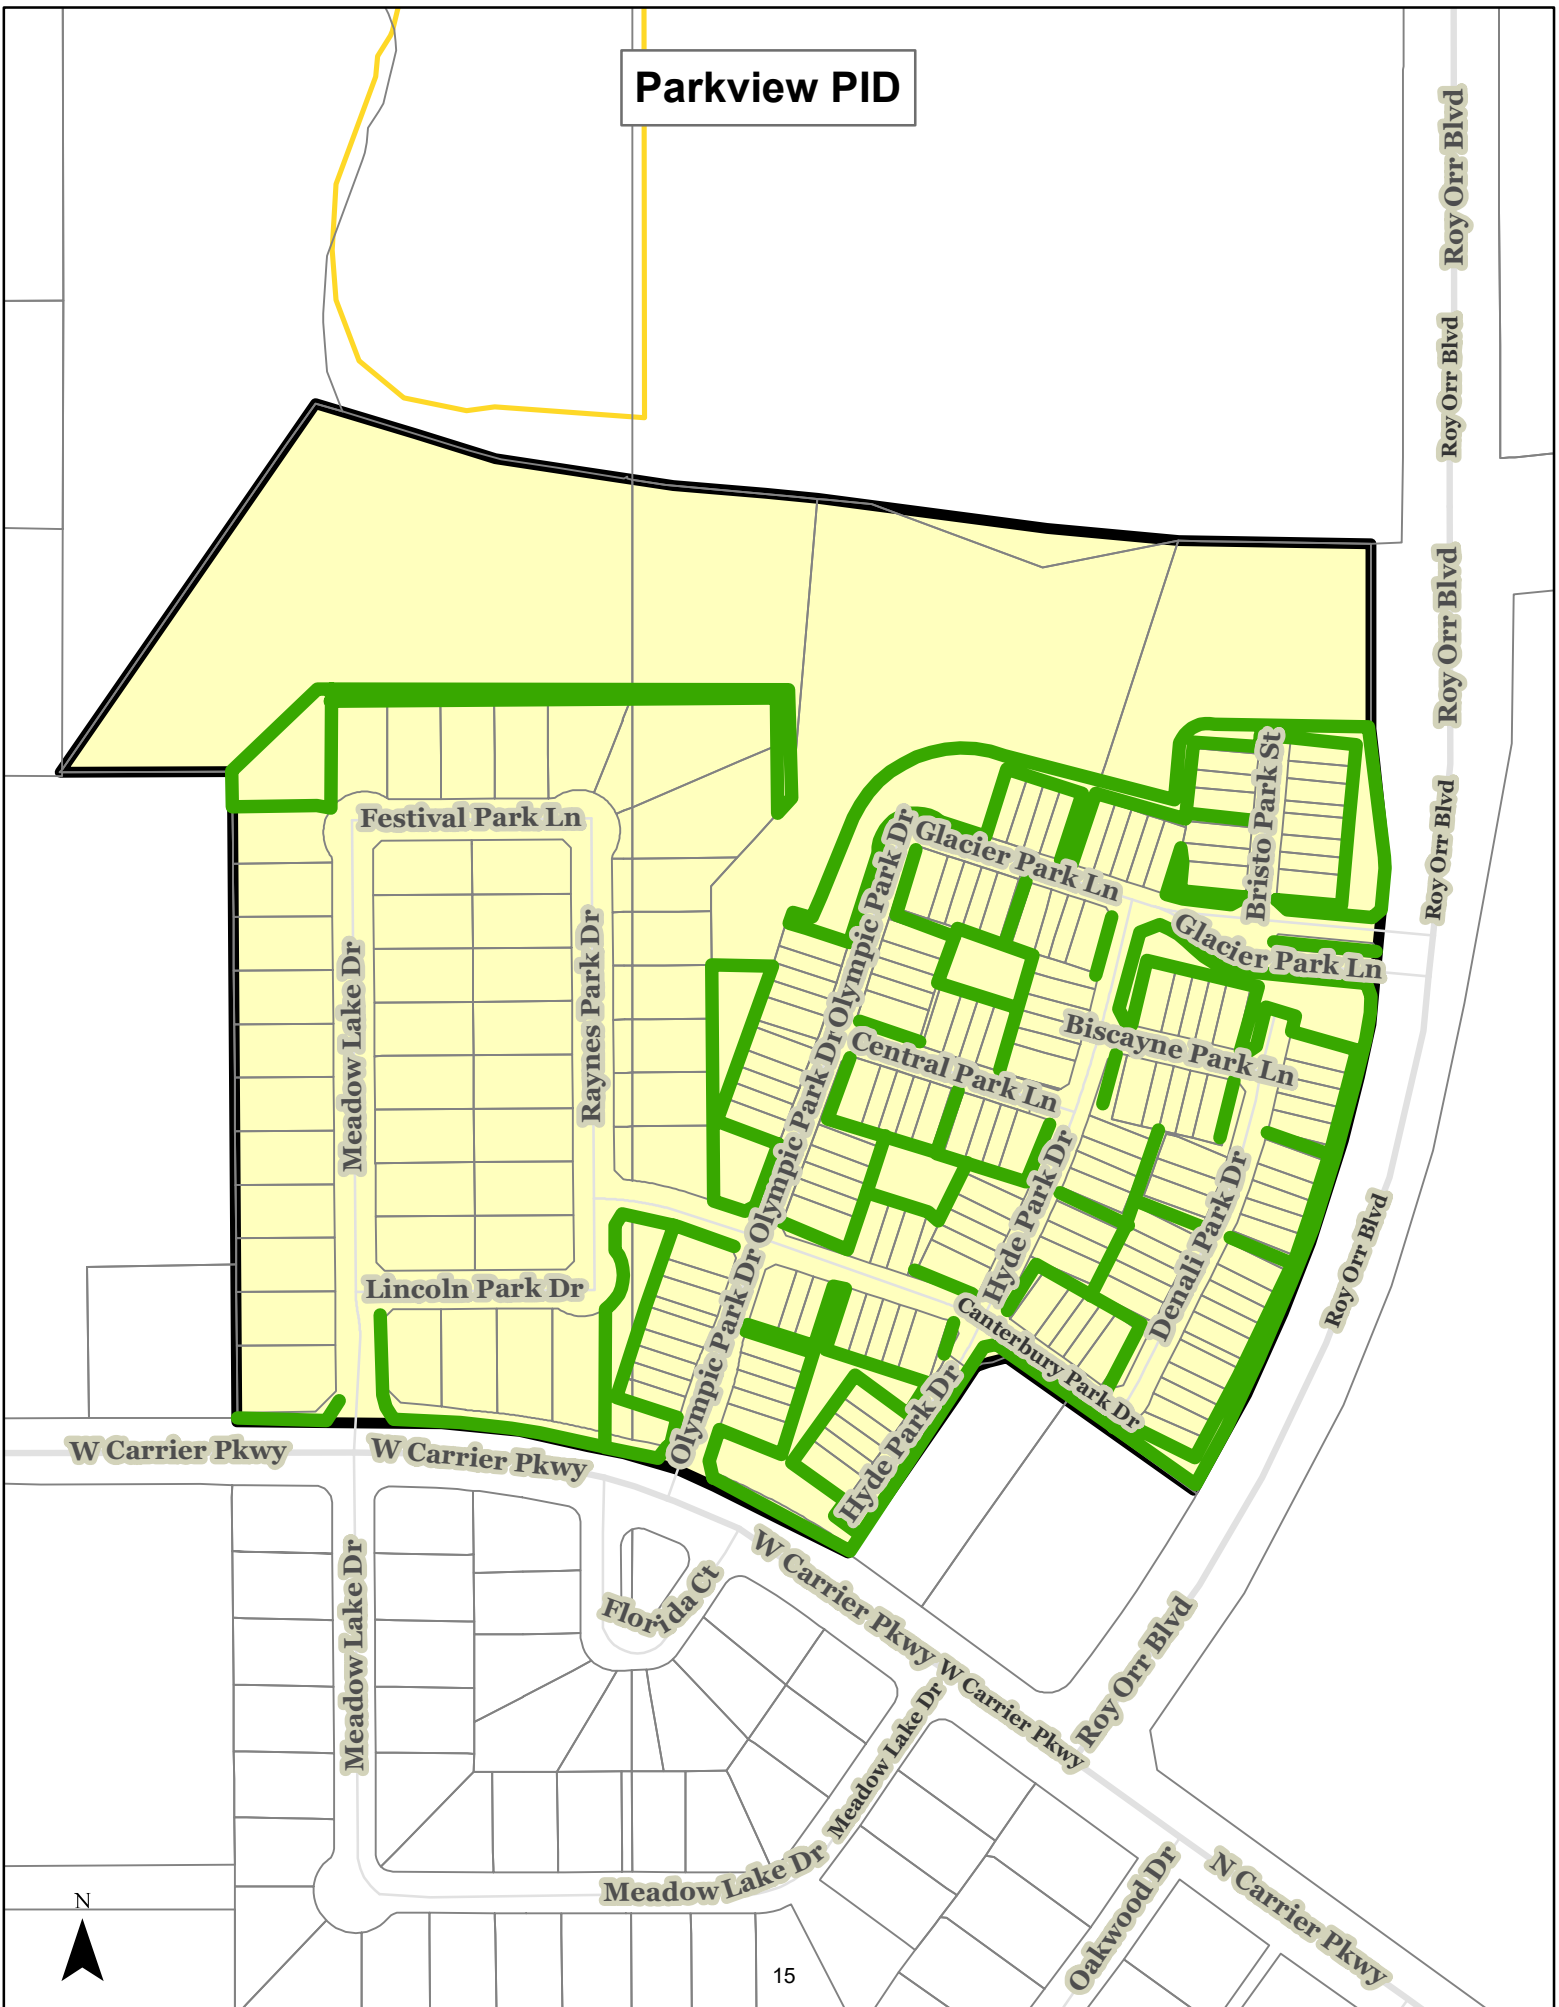 Parkview PID
Roy Orr Blvd
Roy Orr Blvd
Roy Orr Blvd
Roy Orr Blvd
Roy Orr Blvd
Roy Orr Blvd
Bristo Park St
Festival Park Ln
Glacier Park Ln
Glacier Park Ln
Olympic Park Dr
Olympic Park Dr
Olympic Park Dr
Olympic Park Dr
Meadow Lake Dr
Raynes Park Dr
Central Park Ln
Biscayne Park Ln
Hyde Park Dr
Denali Park Dr
Lincoln Park Dr
Canterbury Park Dr
Hyde Park Dr
W Carrier Pkwy
W Carrier Pkwy
W Carrier Pkwy
W Carrier Pkwy
Florida Ct
Meadow Lake Dr
Meadow Lake Dr
Meadow Lake Dr
Oakwood Dr
N Carrier Pkwy
N
15